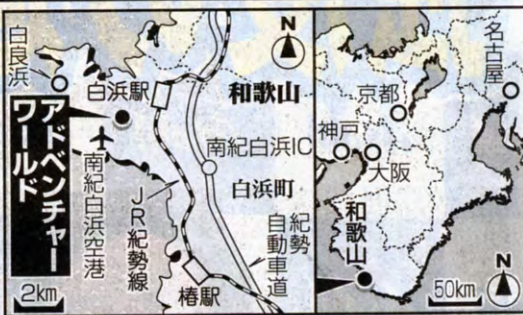 白良浜
白浜駅
アドベンチャー
ワールド
南紀白浜空港
JR紀勢線
N
和歌山
南紀白浜IC
白浜町
紀勢
自動車道
椿駅
2km
名古屋
京都
神戸
大阪
和歌山
50km
N